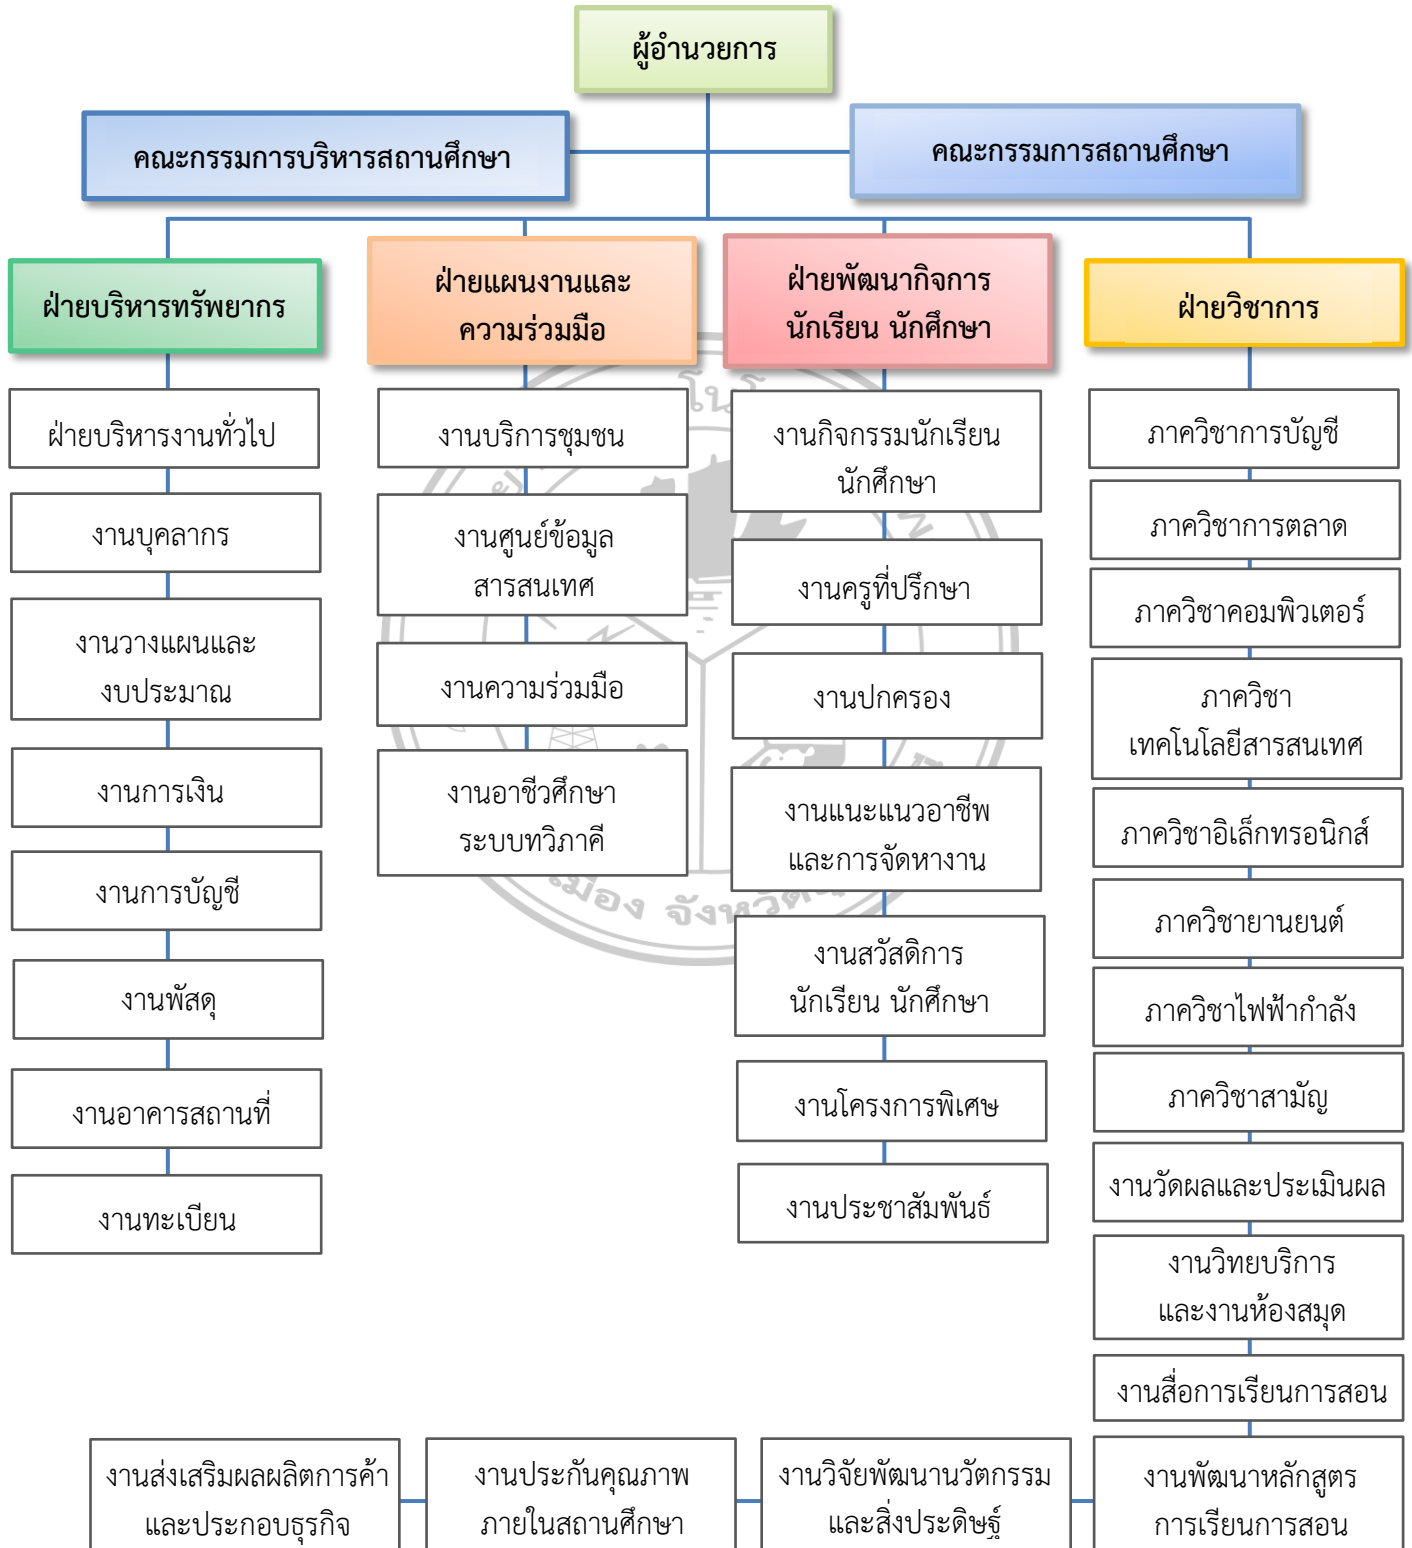 ผู้อำนวยการ
คณะกรรมการบริหารสถานศึกษา
คณะกรรมการสถานศึกษา
ฝ่ายบริหารทรัพยากร
ฝ่ายแผนงานและ
ความร่วมมือ
ฝ่ายพัฒนากิจการ
นักเรียน นักศึกษา
ฝ่ายวิชาการ
ฝ่ายบริหารงานทั่วไป
งานบุคลากร
งานวางแผนและ
งบประมาณ
งานการเงิน
งานการบัญชี
งานพัสดุ
งานอาคารสถานที่
งานทะเบียน
งานบริการชุมชน
งานศูนย์ข้อมูล
สารสนเทศ
งานความร่วมมือ
งานอาชีวศึกษา
ระบบทวิภาคี
งานกิจกรรมนักเรียน
นักศึกษา
งานครูที่ปรึกษา
งานปกครอง
งานแนะแนวอาชีพ
และการจัดหางาน
งานสวัสดิการ
นักเรียน นักศึกษา
งานโครงการพิเศษ
งานประชาสัมพันธ์
ภาควิชาการบัญชี
ภาควิชาการตลาด
ภาควิชาคอมพิวเตอร์
ภาควิชา
เทคโนโลยีสารสนเทศ
ภาควิชาอิเล็กทรอนิกส์
ภาควิชายานยนต์
ภาควิชาไฟฟ้ากำลัง
ภาควิชาสามัญ
งานวัดผลและประเมินผล
งานวิทยบริการ
และงานห้องสมุด
งานสื่อการเรียนการสอน
งานพัฒนาหลักสูตร
การเรียนการสอน
งานวิจัยพัฒนานวัตกรรม
และสิ่งประดิษฐ์
งานประกันคุณภาพ
ภายในสถานศึกษา
งานส่งเสริมผลผลิตการค้า
และประกอบธุรกิจ
เมือง จังหวัด